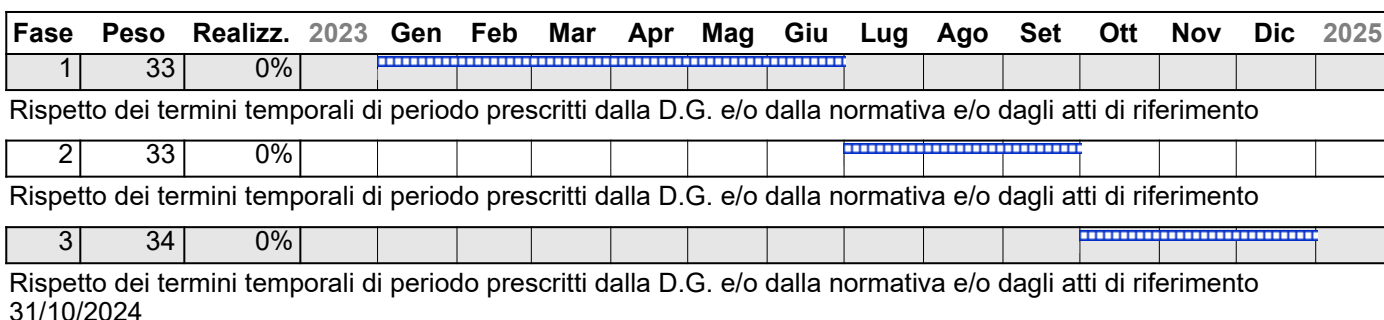 Fase Peso Realizz. 2023 Gen Feb Mar Apr Mag Giu Lug Ago Set Ott Nov Dic 2025
1 33 0%
Rispetto dei termini temporali di periodo prescritti dalla D.G. e/o dalla normativa e/o dagli atti di riferimento
2 33 0%
Rispetto dei termini temporali di periodo prescritti dalla D.G. e/o dalla normativa e/o dagli atti di riferimento
3 34 0%
Rispetto dei termini temporali di periodo prescritti dalla D.G. e/o dalla normativa e/o dagli atti di riferimento
31/10/2024